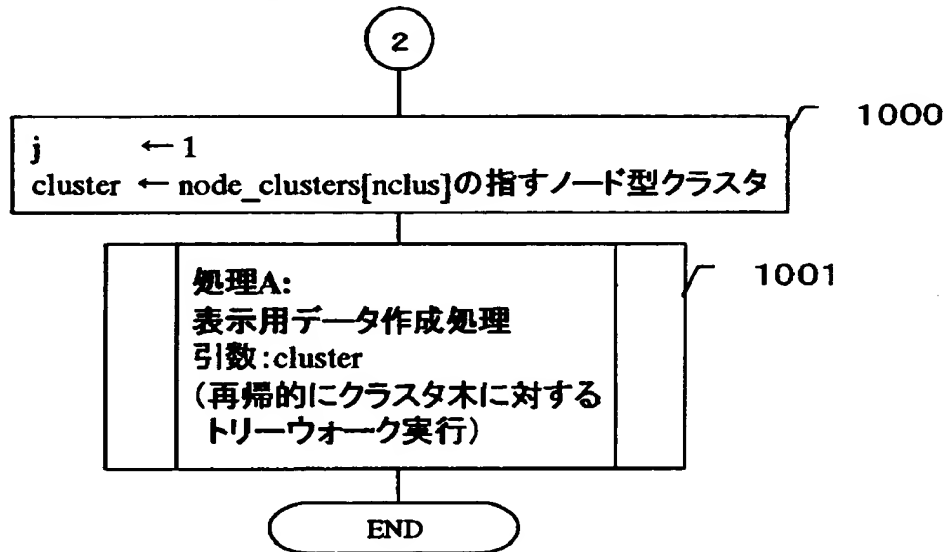 2
1000
j ← 1
cluster ← node_clusters[nclus]の指すノード型クラスタ
1001
処理A:
表示用データ作成処理
引数:cluster
(再帰的にクラスタ木に対する
トリーウォーク実行)
END